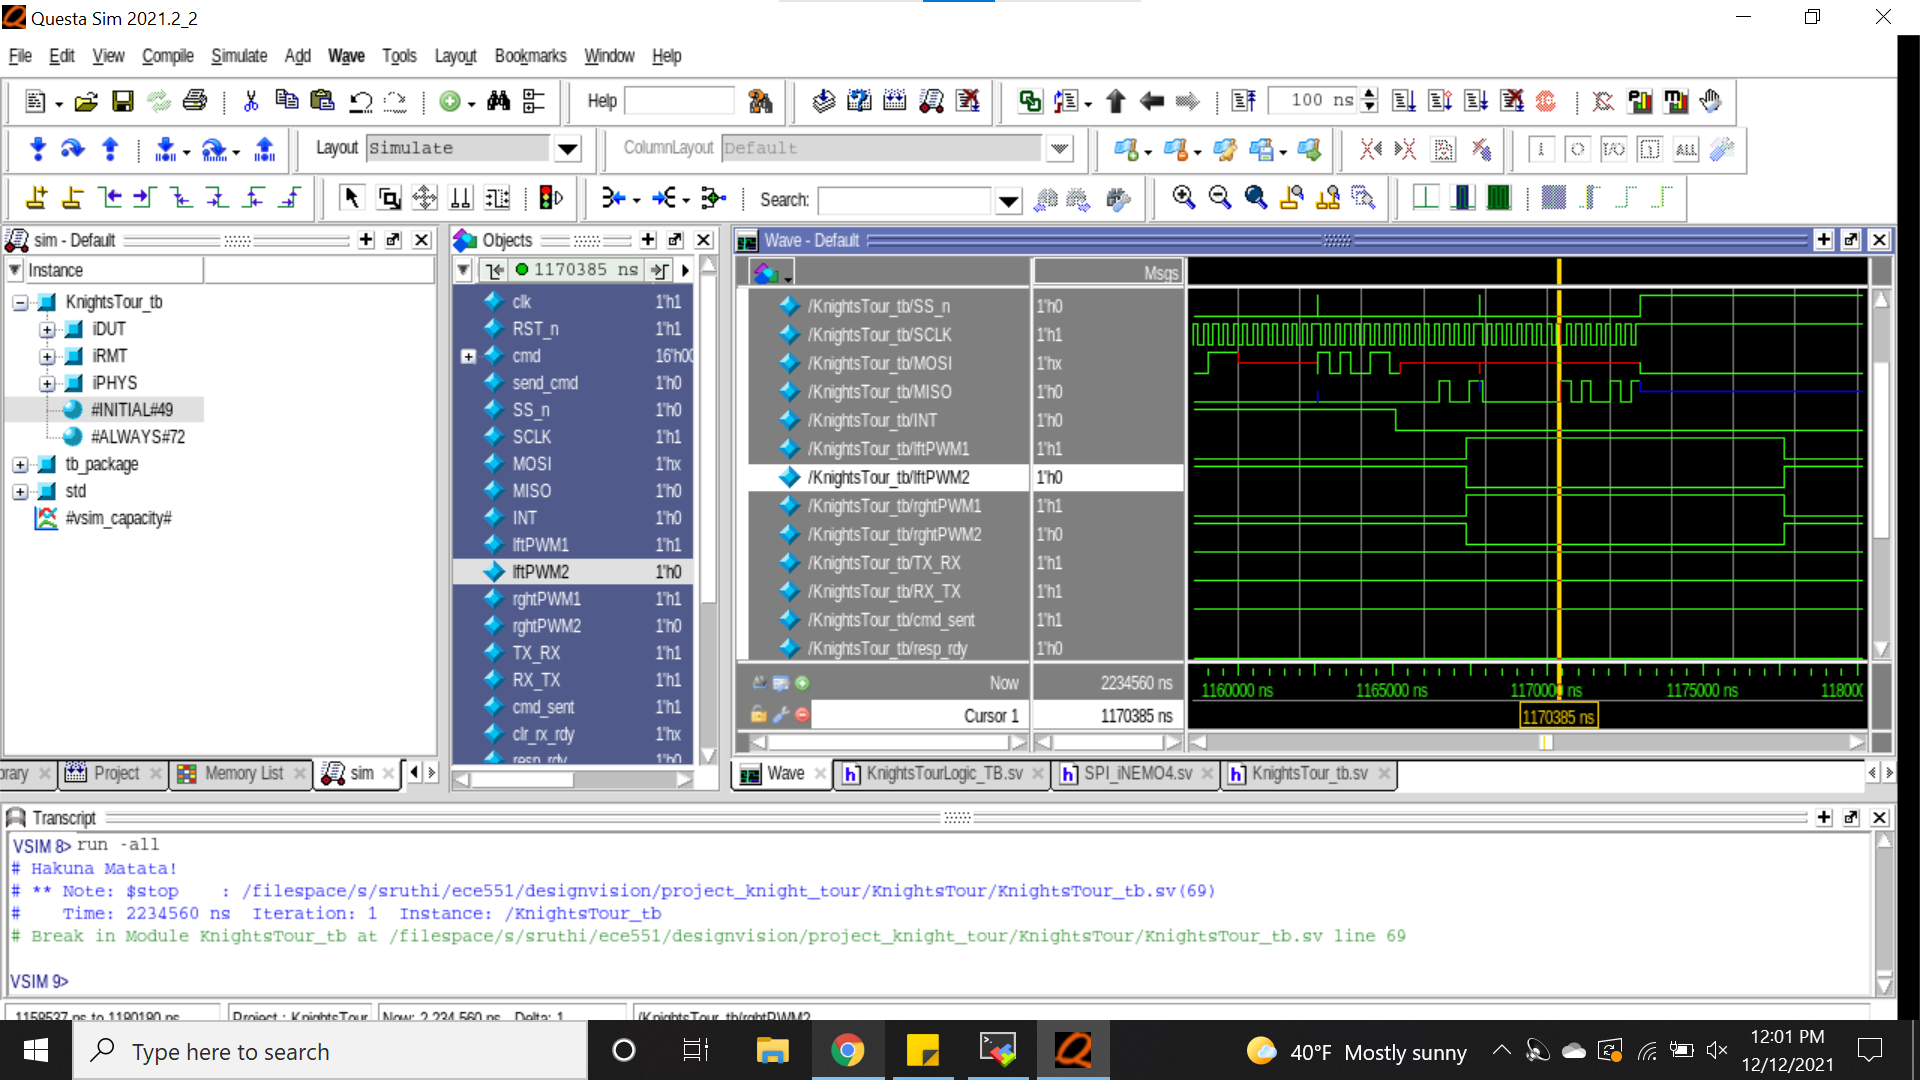 Questa Sim 2021.2_2
File Edit View Compile Simulate Add Wave Tools Layout Bookmarks Window Help
Help 100 ns
Layout Simulate ColumnLayout Default
Search:
sim - Default
Instance
KnightsTour_tb
iDUT
iRMT
iPHYS
#INITIAL#49
#ALWAYS#72
tb_package
std
#vsim_capacity#
Objects
1170385 ns
clk 1'h1
RST_n 1'h1
cmd 16'h00
send_cmd 1'h0
SS_n 1'h0
SCLK 1'h1
MOSI 1'hx
MISO 1'h0
INT 1'h0
lftPWM1 1'h1
lftPWM2 1'h0
rghtPWM1 1'h1
rghtPWM2 1'h0
TX_RX 1'h1
RX_TX 1'h1
cmd_sent 1'h1
clr_rx_rdy 1'hx
resp_rdy 1'h0
Wave - Default
Msgs
/KnightsTour_tb/SS_n 1'h0
/KnightsTour_tb/SCLK 1'h1
/KnightsTour_tb/MOSI 1'hx
/KnightsTour_tb/MISO 1'h0
/KnightsTour_tb/INT 1'h0
/KnightsTour_tb/lftPWM1 1'h1
/KnightsTour_tb/lftPWM2 1'h0
/KnightsTour_tb/rghtPWM1 1'h1
/KnightsTour_tb/rghtPWM2 1'h0
/KnightsTour_tb/TX_RX 1'h1
/KnightsTour_tb/RX_TX 1'h1
/KnightsTour_tb/cmd_sent 1'h1
/KnightsTour_tb/resp_rdy 1'h0
Now 2234560 ns
1160000 ns 1165000 ns 1170000 ns 1175000 ns 11800
Cursor 1 1170385 ns
1170385 ns
brary Project Memory List sim
Wave KnightsTourLogic_TB.sv SPI_iNEMO4.sv KnightsTour_tb.sv
Transcript
VSIM 8> run -all
# Hakuna Matata!
# ** Note: $stop : /filespace/s/sruthi/ece551/designvision/project_knight_tour/KnightsTour/KnightsTour_tb.sv(69)
# Time: 2234560 ns Iteration: 1 Instance: /KnightsTour_tb
# Break in Module KnightsTour_tb at /filespace/s/sruthi/ece551/designvision/project_knight_tour/KnightsTour/KnightsTour_tb.sv line 69
VSIM 9>
1158537 ns to 1180180 ns Project : KnightsTour Now: 2,234,560 ns Delta: 1 /KnightsTour_tb/rghtPWM2
Type here to search
40°F Mostly sunny
12:01 PM
12/12/2021